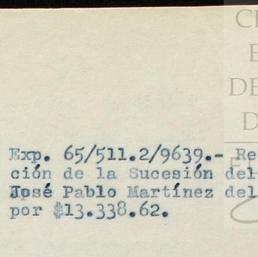 Exp. 65/511.2/9639.- Re
ción de la Sucesión del
José Pablo Martínez del
por $13.338.62.